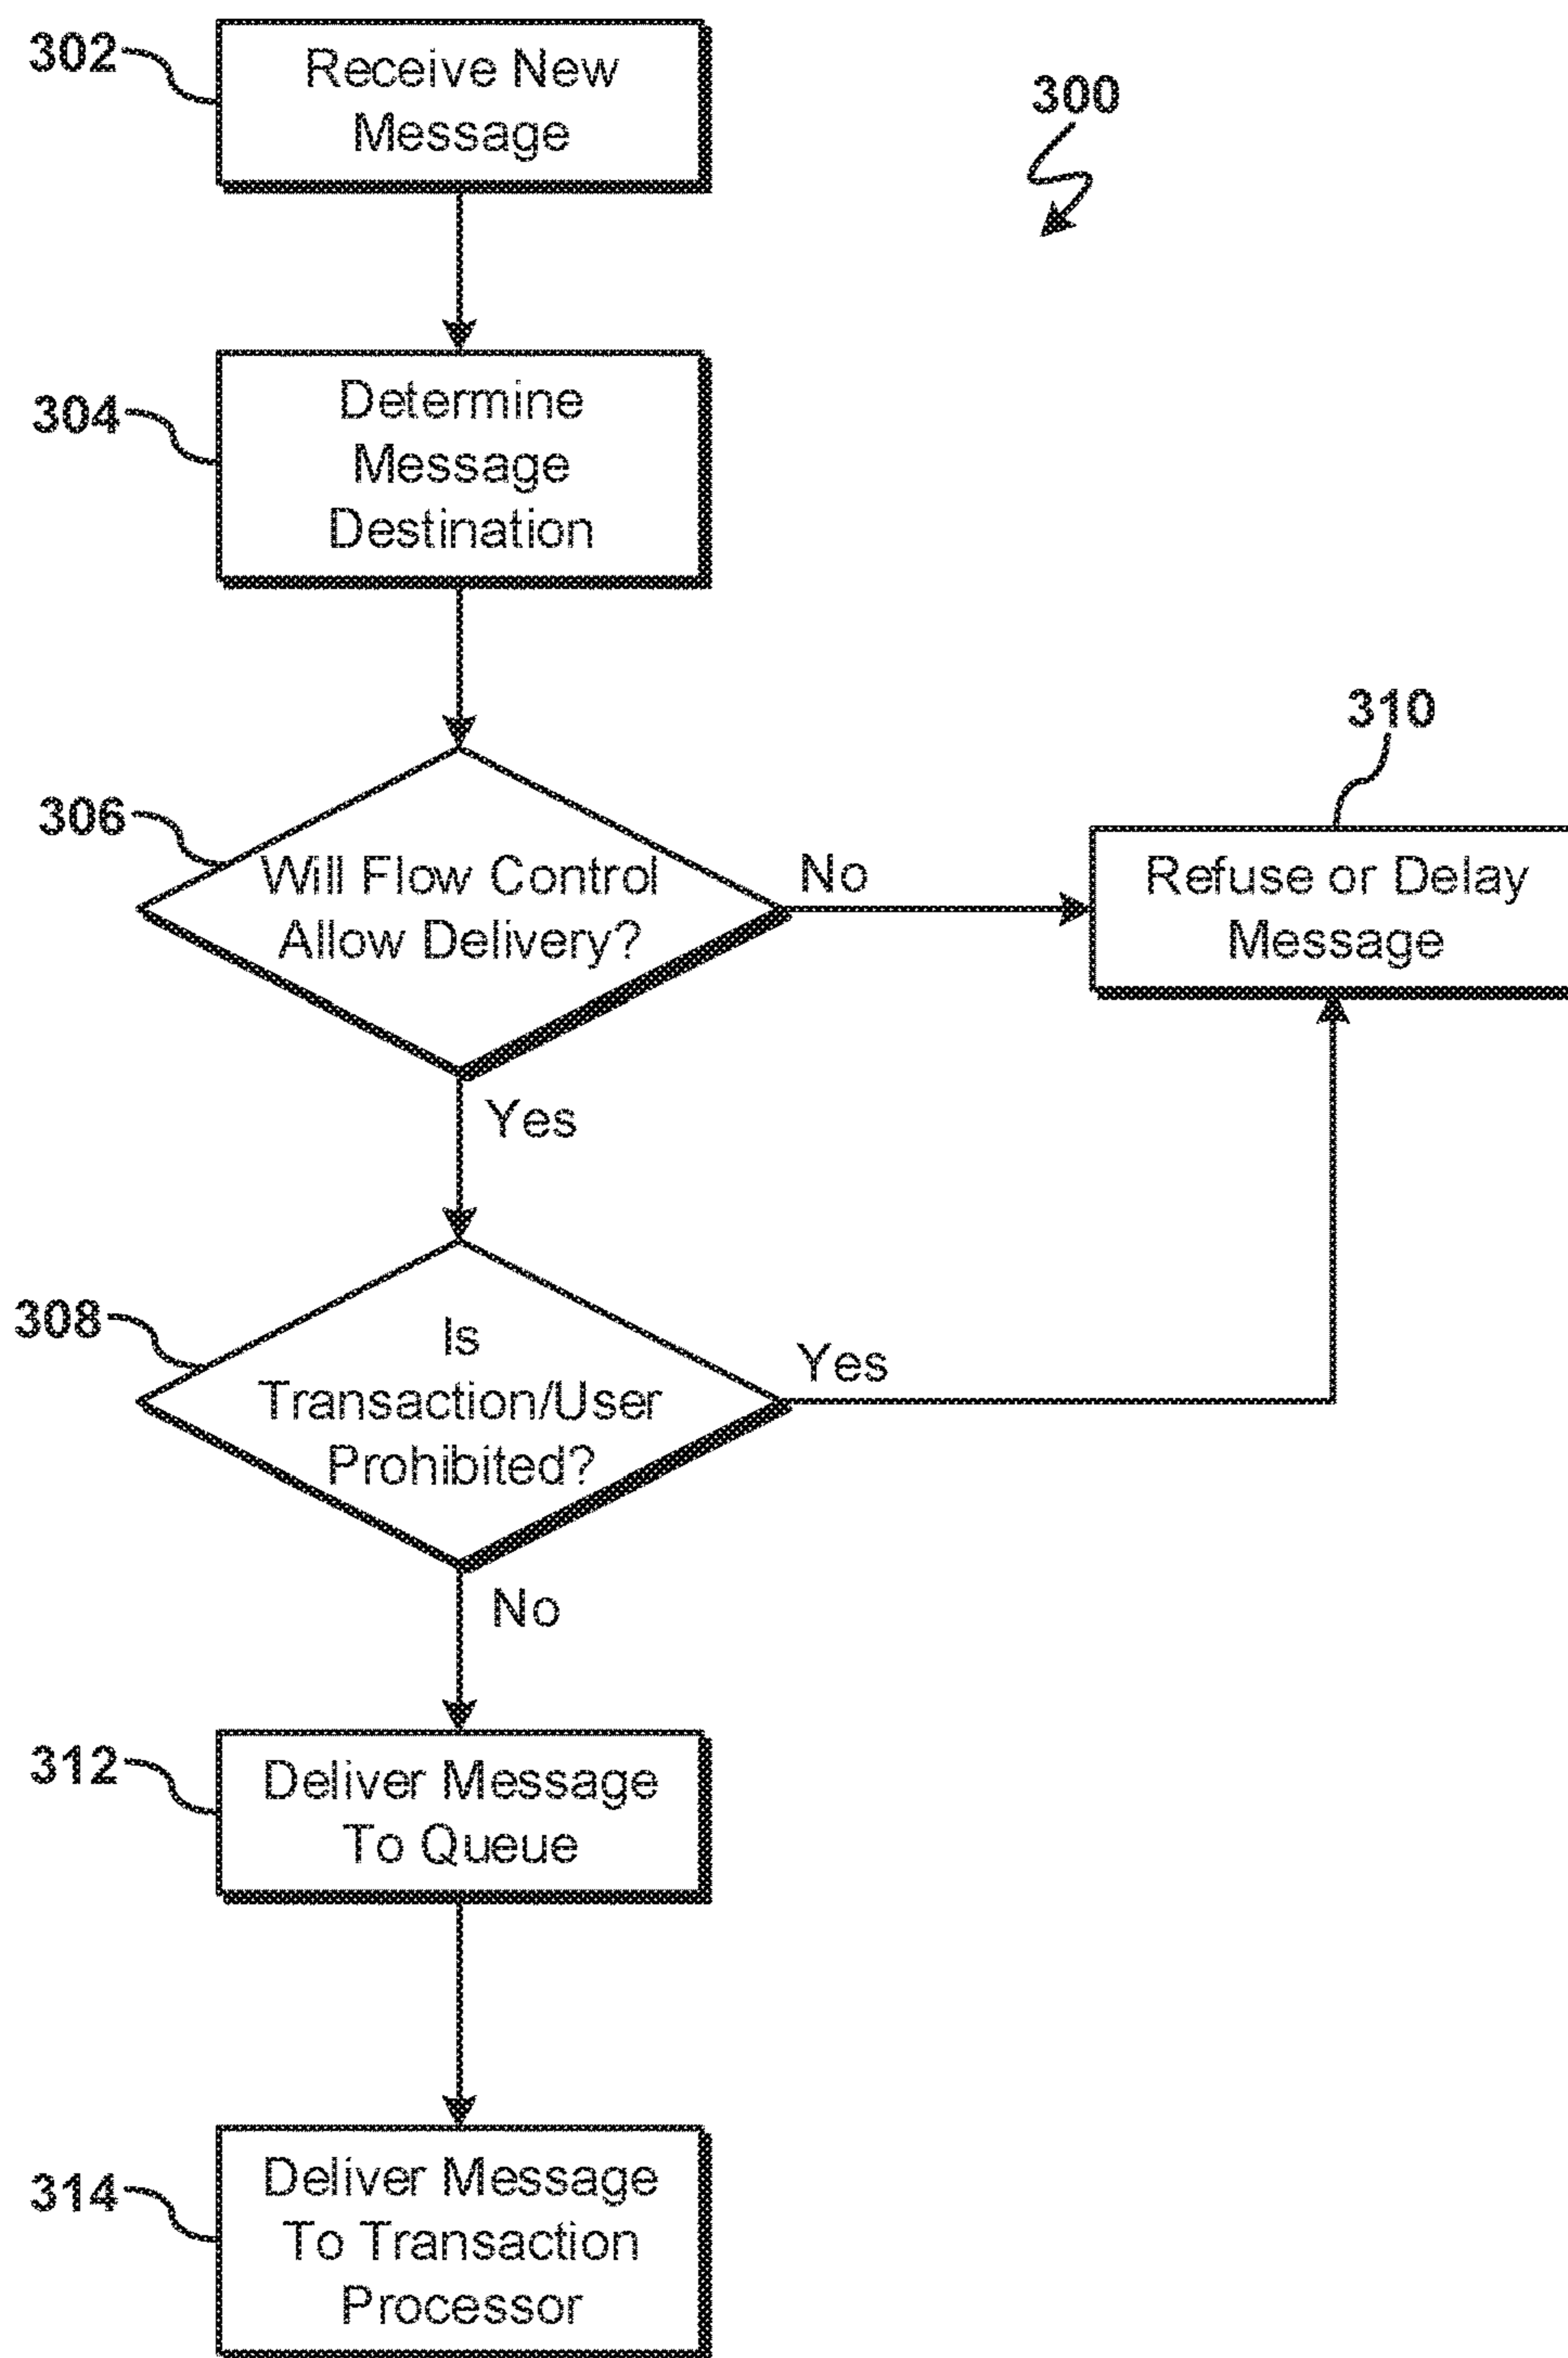 302
Receive New
Message
300
304
Determine
Message
Destination
306
Will Flow Control
Allow Delivery?
No
310
Refuse or Delay
Message
Yes
308
Is
Transaction/User
Prohibited?
Yes
No
312
Deliver Message
To Queue
314
Deliver Message
To Transaction
Processor